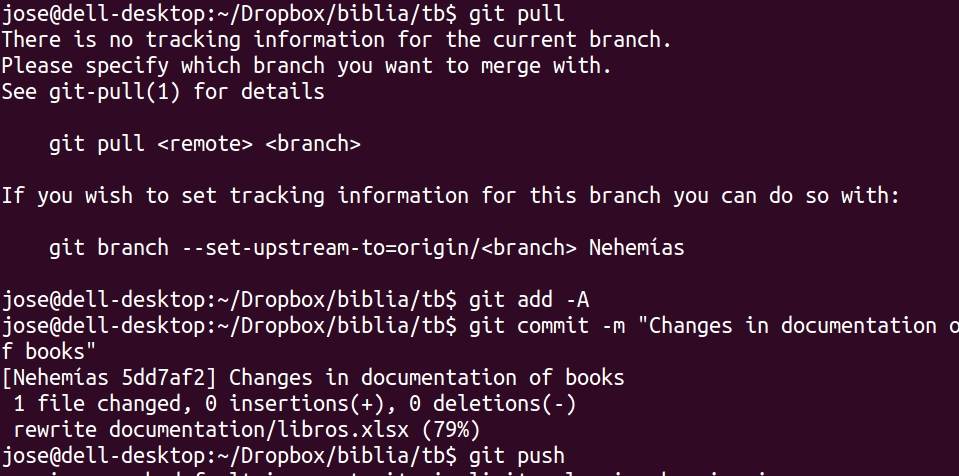 jose@dell-desktop:~/Dropbox/biblia/tb$ git pull
There is no tracking information for the current branch.
Please specify which branch you want to merge with.
See git-pull(1) for details
git pull <remote> <branch>
If you wish to set tracking information for this branch you can do so with:
git branch --set-upstream-to=origin/<branch> Nehemías
jose@dell-desktop:~/Dropbox/biblia/tb$ git add -A
jose@dell-desktop:~/Dropbox/biblia/tb$ git commit -m "Changes in documentation o
f books"
[Nehemías 5dd7af2] Changes in documentation of books
1 file changed, 0 insertions(+), 0 deletions(-)
rewrite documentation/libros.xlsx (79%)
jose@dell-desktop:~/Dropbox/biblia/tb$ git push